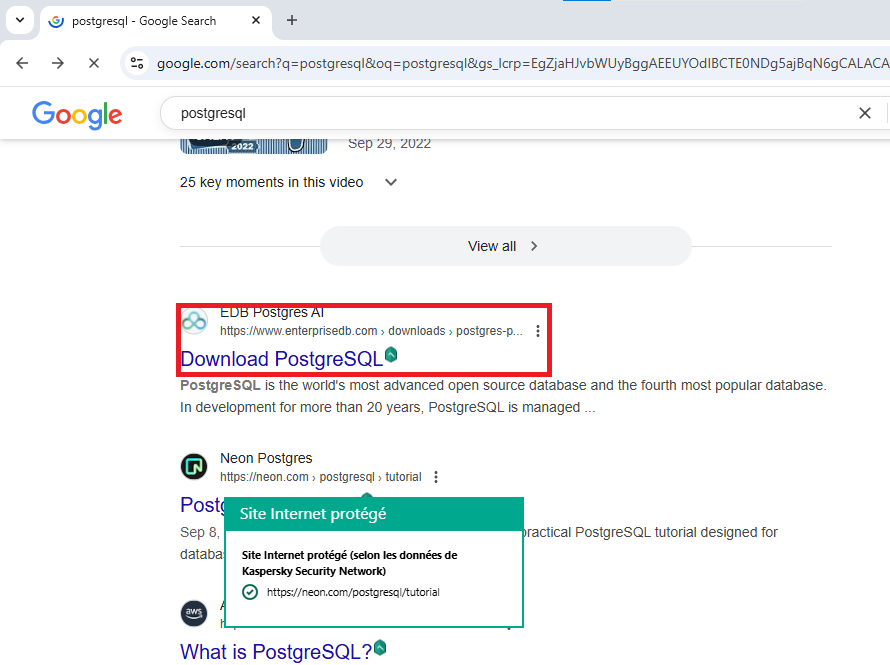 postgresql - Google Search
google.com/search?q=postgresql&oq=postgresql&gs_lcrp=EgZjaHJvbWUyBggAEEUYOdIBCTE0NDg5ajBqN6gCALACA
Google
postgresql
2022
Sep 29, 2022
25 key moments in this video
View all
EDB Postgres AI
https://www.enterprisedb.com › downloads › postgres-p...
Download PostgreSQL
PostgreSQL is the world's most advanced open source database and the fourth most popular database.
In development for more than 20 years, PostgreSQL is managed ...
Neon Postgres
https://neon.com › postgresql › tutorial
Postg
Site Internet protégé
Sep 8, practical PostgreSQL tutorial designed for
Site Internet protégé (selon les données de
databa
Kaspersky Security Network)
https://neon.com/postgresql/tutorial
aws
What is PostgreSQL?